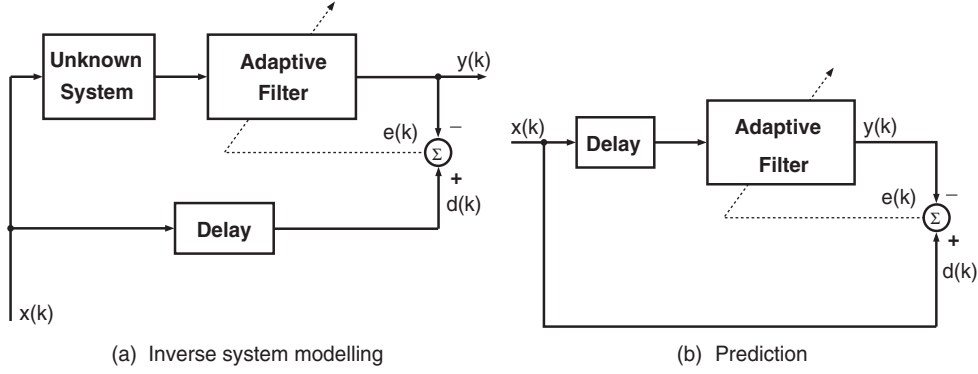 Unknown
System
Adaptive
Filter
y(k)
e(k)
−
Σ
+
d(k)
Delay
x(k)
(a) Inverse system modelling
x(k)
Delay
Adaptive
Filter
y(k)
e(k)
−
Σ
+
d(k)
(b) Prediction